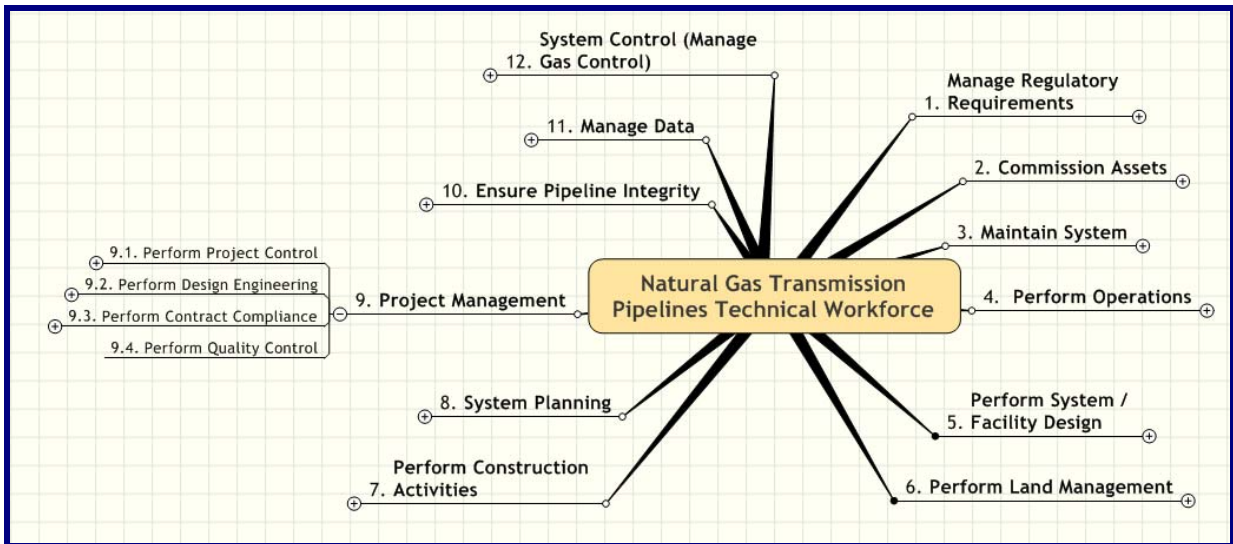 Natural Gas Transmission
Pipelines Technical Workforce
Manage Regulatory
1. Requirements
2. Commission Assets
3. Maintain System
4. Perform Operations
Perform System /
5. Facility Design
6. Perform Land Management
Perform Construction
7. Activities
8. System Planning
9. Project Management
9.1. Perform Project Control
9.2. Perform Design Engineering
9.3. Perform Contract Compliance
9.4. Perform Quality Control
10. Ensure Pipeline Integrity
11. Manage Data
System Control (Manage
12. Gas Control)